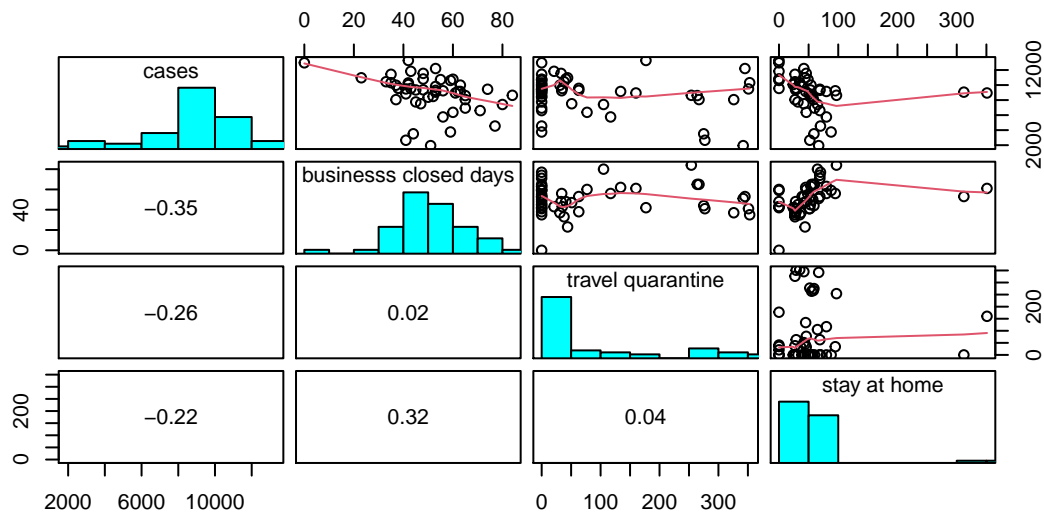 0 20 40 60 80 0 100 300
cases
2000 12000
businesss closed days
0 40
−0.35
travel quarantine
0 200
−0.26 0.02
stay at home
0 200
−0.22 0.32 0.04
2000 6000 10000 0 100 200 300